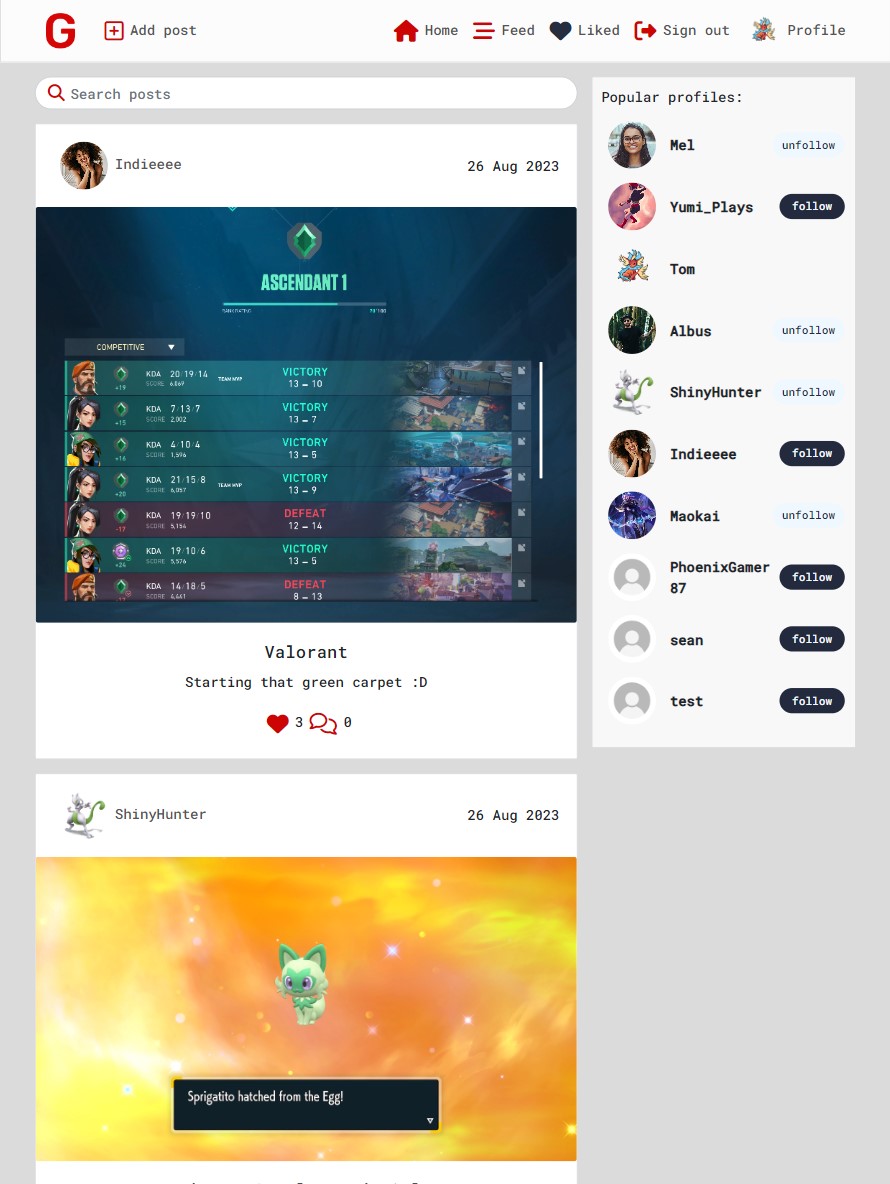 G Add post Home Feed Liked Sign out Profile
Search posts
Indieeee 26 Aug 2023
ASCENDANT 1
COMPETITIVE
+19 KDA 20/19/14 SCORE 6,069 TEAM MVP VICTORY 13 – 10
+15 KDA 7/13/7 SCORE 2,002 VICTORY 13 – 7
+16 KDA 4/10/4 SCORE 1,596 VICTORY 13 – 5
+20 KDA 21/15/8 SCORE 6,057 TEAM MVP VICTORY 13 – 9
-17 KDA 19/19/10 SCORE 5,154 DEFEAT 12 – 14
+24 KDA 19/10/6 SCORE 5,576 VICTORY 13 – 5
KDA 14/18/5 SCORE 4,441 DEFEAT 8 – 13
Valorant
Starting that green carpet :D
3 0
ShinyHunter 26 Aug 2023
Sprigatito hatched from the Egg!
Popular profiles:
Mel unfollow
Yumi_Plays follow
Tom
Albus unfollow
ShinyHunter unfollow
Indieeee follow
Maokai unfollow
PhoenixGamer
87 follow
sean follow
test follow